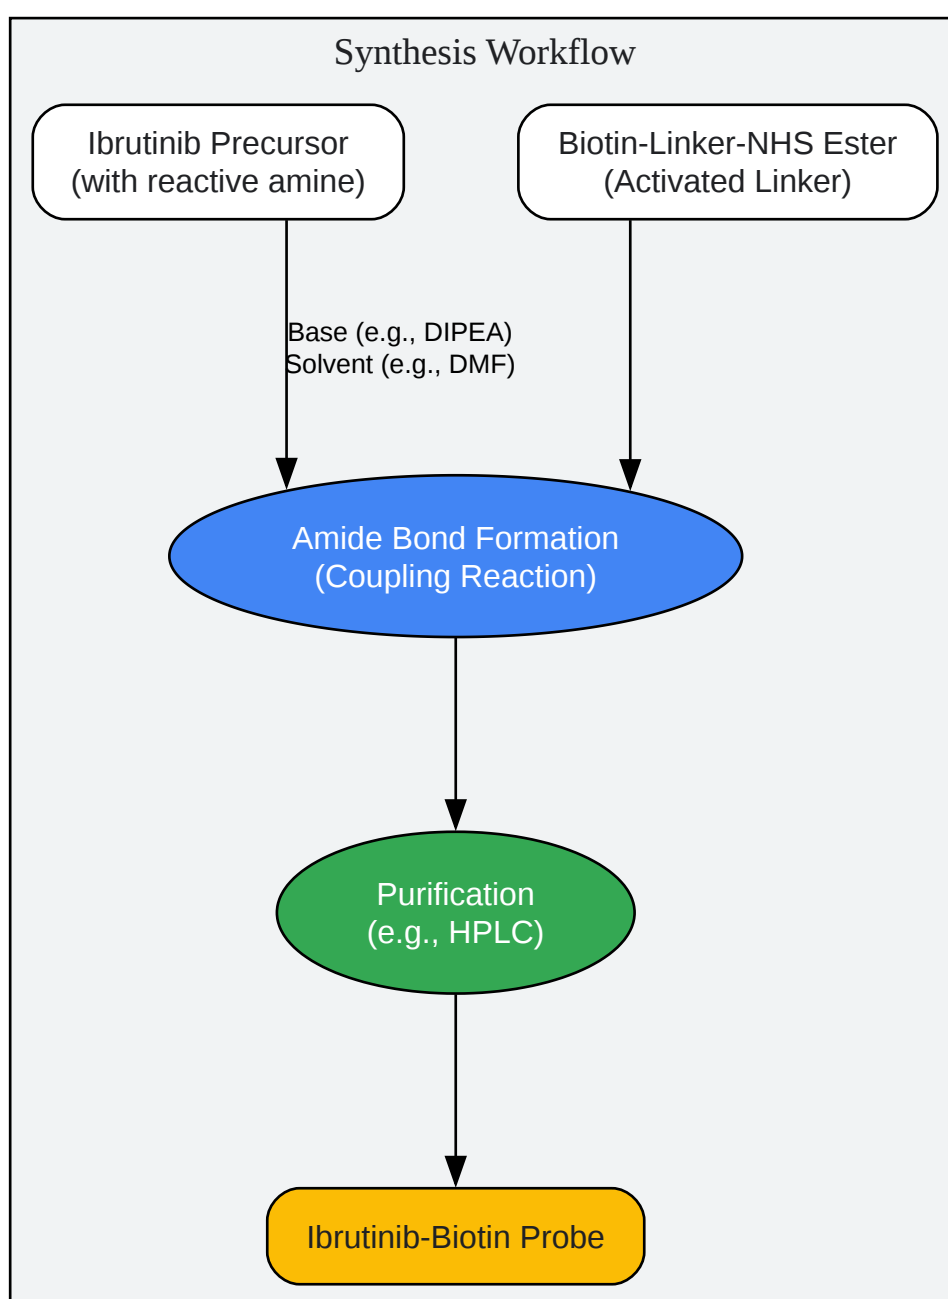 Synthesis Workflow
Ibrutinib Precursor
(with reactive amine)
Biotin-Linker-NHS Ester
(Activated Linker)
Base (e.g., DIPEA)
Solvent (e.g., DMF)
Amide Bond Formation
(Coupling Reaction)
Purification
(e.g., HPLC)
Ibrutinib-Biotin Probe